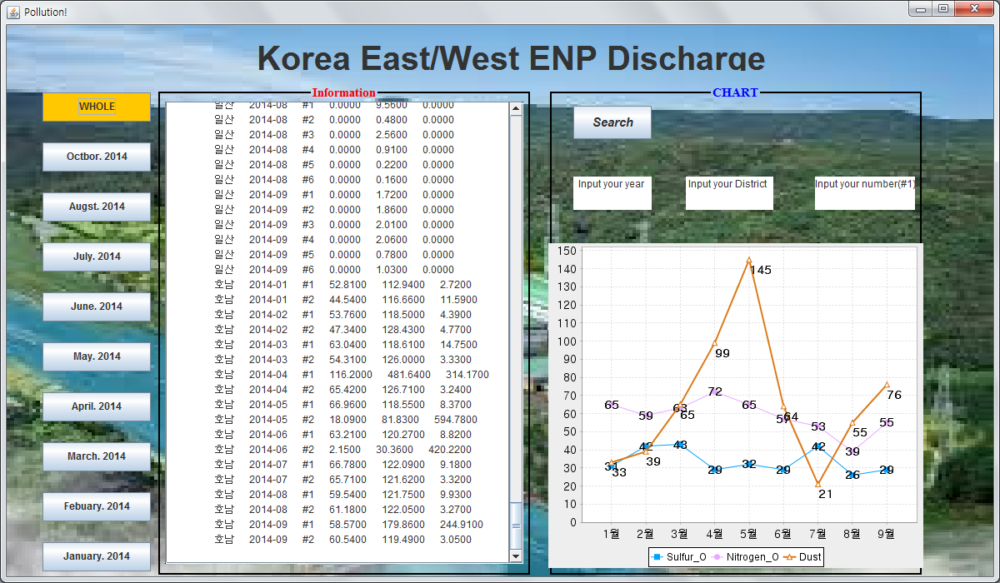 Pollution!
Korea East/West ENP Discharge
WHOLE
Octbor. 2014
Augst. 2014
July. 2014
June. 2014
May. 2014
April. 2014
March. 2014
Febuary. 2014
January. 2014
Information
일산 2014-08 #1 0.0000 9.5600 0.0000
일산 2014-08 #2 0.0000 0.4800 0.0000
일산 2014-08 #3 0.0000 2.5600 0.0000
일산 2014-08 #4 0.0000 0.9100 0.0000
일산 2014-08 #5 0.0000 0.2200 0.0000
일산 2014-08 #6 0.0000 0.1600 0.0000
일산 2014-09 #1 0.0000 1.7200 0.0000
일산 2014-09 #2 0.0000 1.8600 0.0000
일산 2014-09 #3 0.0000 2.0100 0.0000
일산 2014-09 #4 0.0000 2.0600 0.0000
일산 2014-09 #5 0.0000 0.7800 0.0000
일산 2014-09 #6 0.0000 1.0300 0.0000
호남 2014-01 #1 52.8100 112.9400 2.7200
호남 2014-01 #2 44.5400 116.6600 11.5900
호남 2014-02 #1 53.7600 118.5000 4.3900
호남 2014-02 #2 47.3400 128.4300 4.7700
호남 2014-03 #1 63.0400 118.6100 14.7500
호남 2014-03 #2 54.3100 126.0000 3.3300
호남 2014-04 #1 116.2000 481.6400 314.1700
호남 2014-04 #2 65.4200 126.7100 3.2400
호남 2014-05 #1 66.9600 118.5500 8.3700
호남 2014-05 #2 18.0900 81.8300 594.7800
호남 2014-06 #1 63.2100 120.2700 8.8200
호남 2014-06 #2 2.1500 30.3600 420.2200
호남 2014-07 #1 66.7800 122.0900 9.1800
호남 2014-07 #2 65.7100 121.6200 3.3200
호남 2014-08 #1 59.5400 121.7500 9.9300
호남 2014-08 #2 61.1800 122.0500 3.2700
호남 2014-09 #1 58.5700 179.8600 244.9100
호남 2014-09 #2 60.5400 119.4900 3.0500
CHART
Search
Input your year Input your District Input your number(#1)
150
140
130
120
110
100
90
80
70
60
50
40
30
20
10
0
145
99
72
65 59 63 65 65 57 64 53 39 55 76
31 33 42 39 43 29 32 29 42 21 26 55 29
1월 2월 3월 4월 5월 6월 7월 8월 9월
Sulfur_O Nitrogen_O Dust